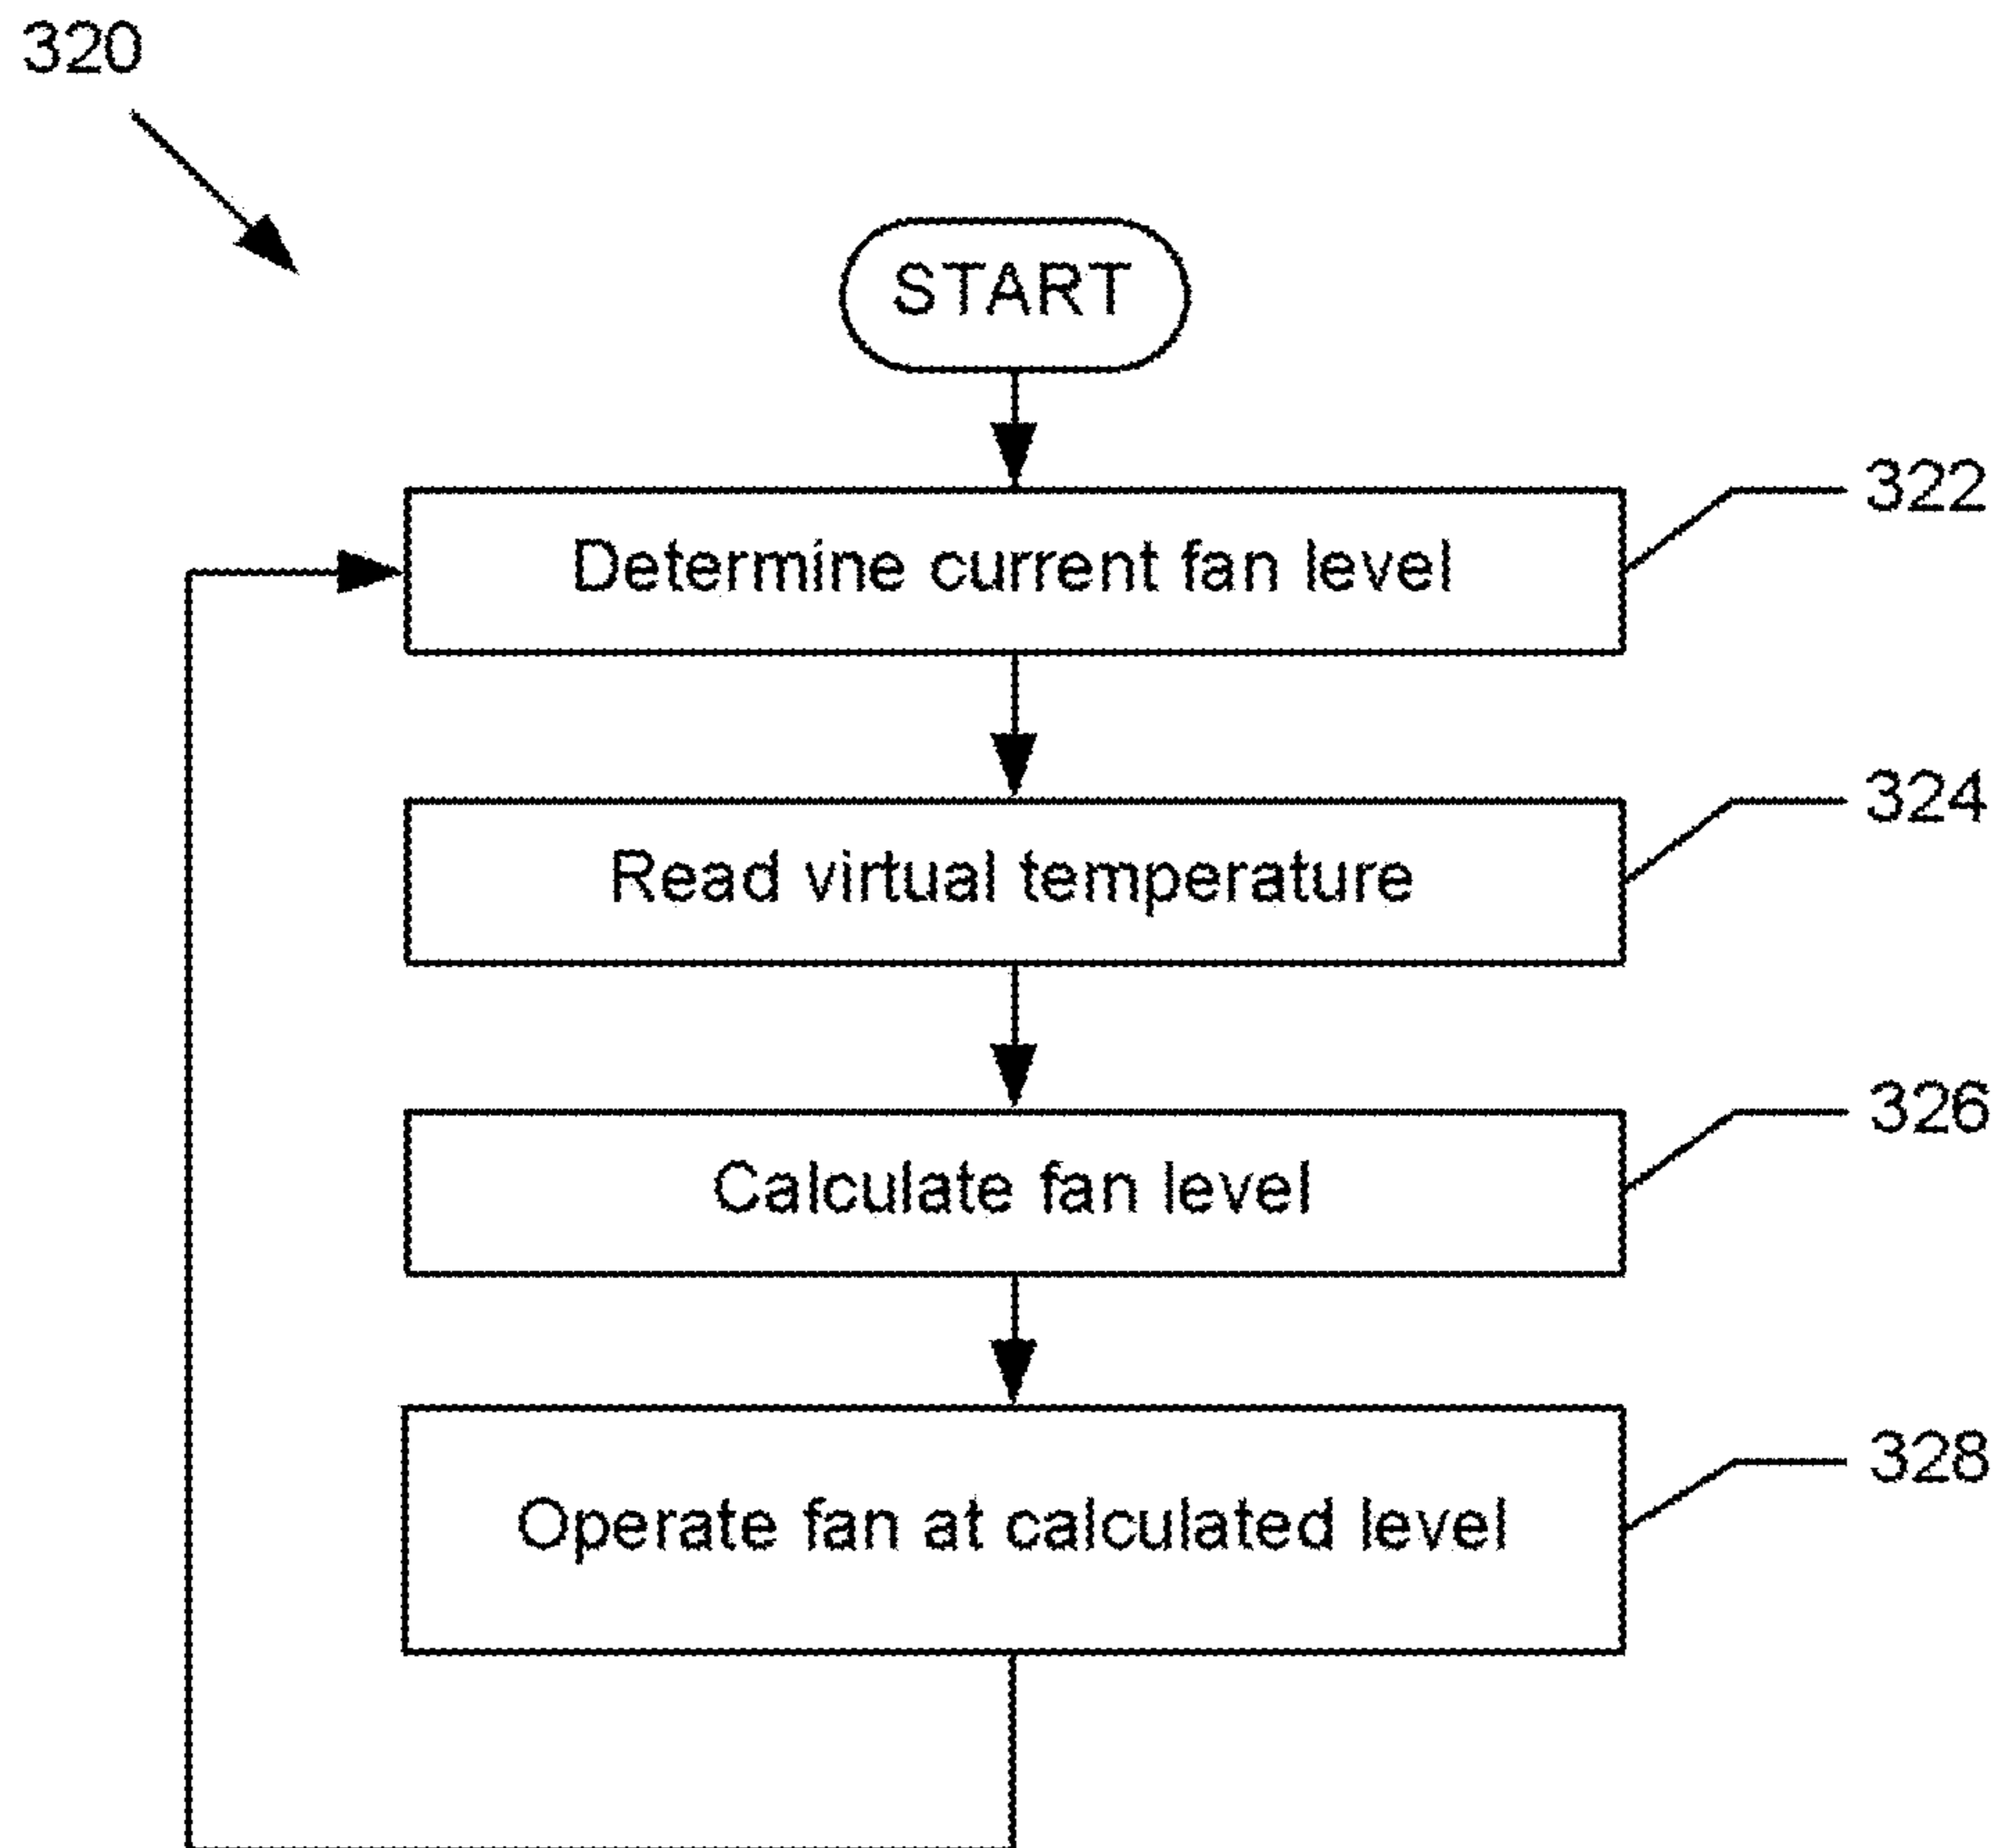 320
START
Determine current fan level
322
Read virtual temperature
324
Calculate fan level
326
Operate fan at calculated level
328